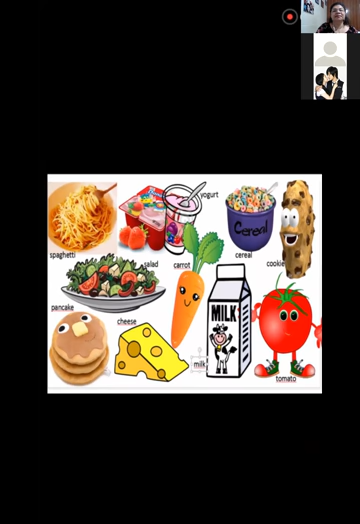 yogurt
Cereal
spaghetti
salad
carrot
cereal
cookie
MILK
pancake
cheese
milk
tomato